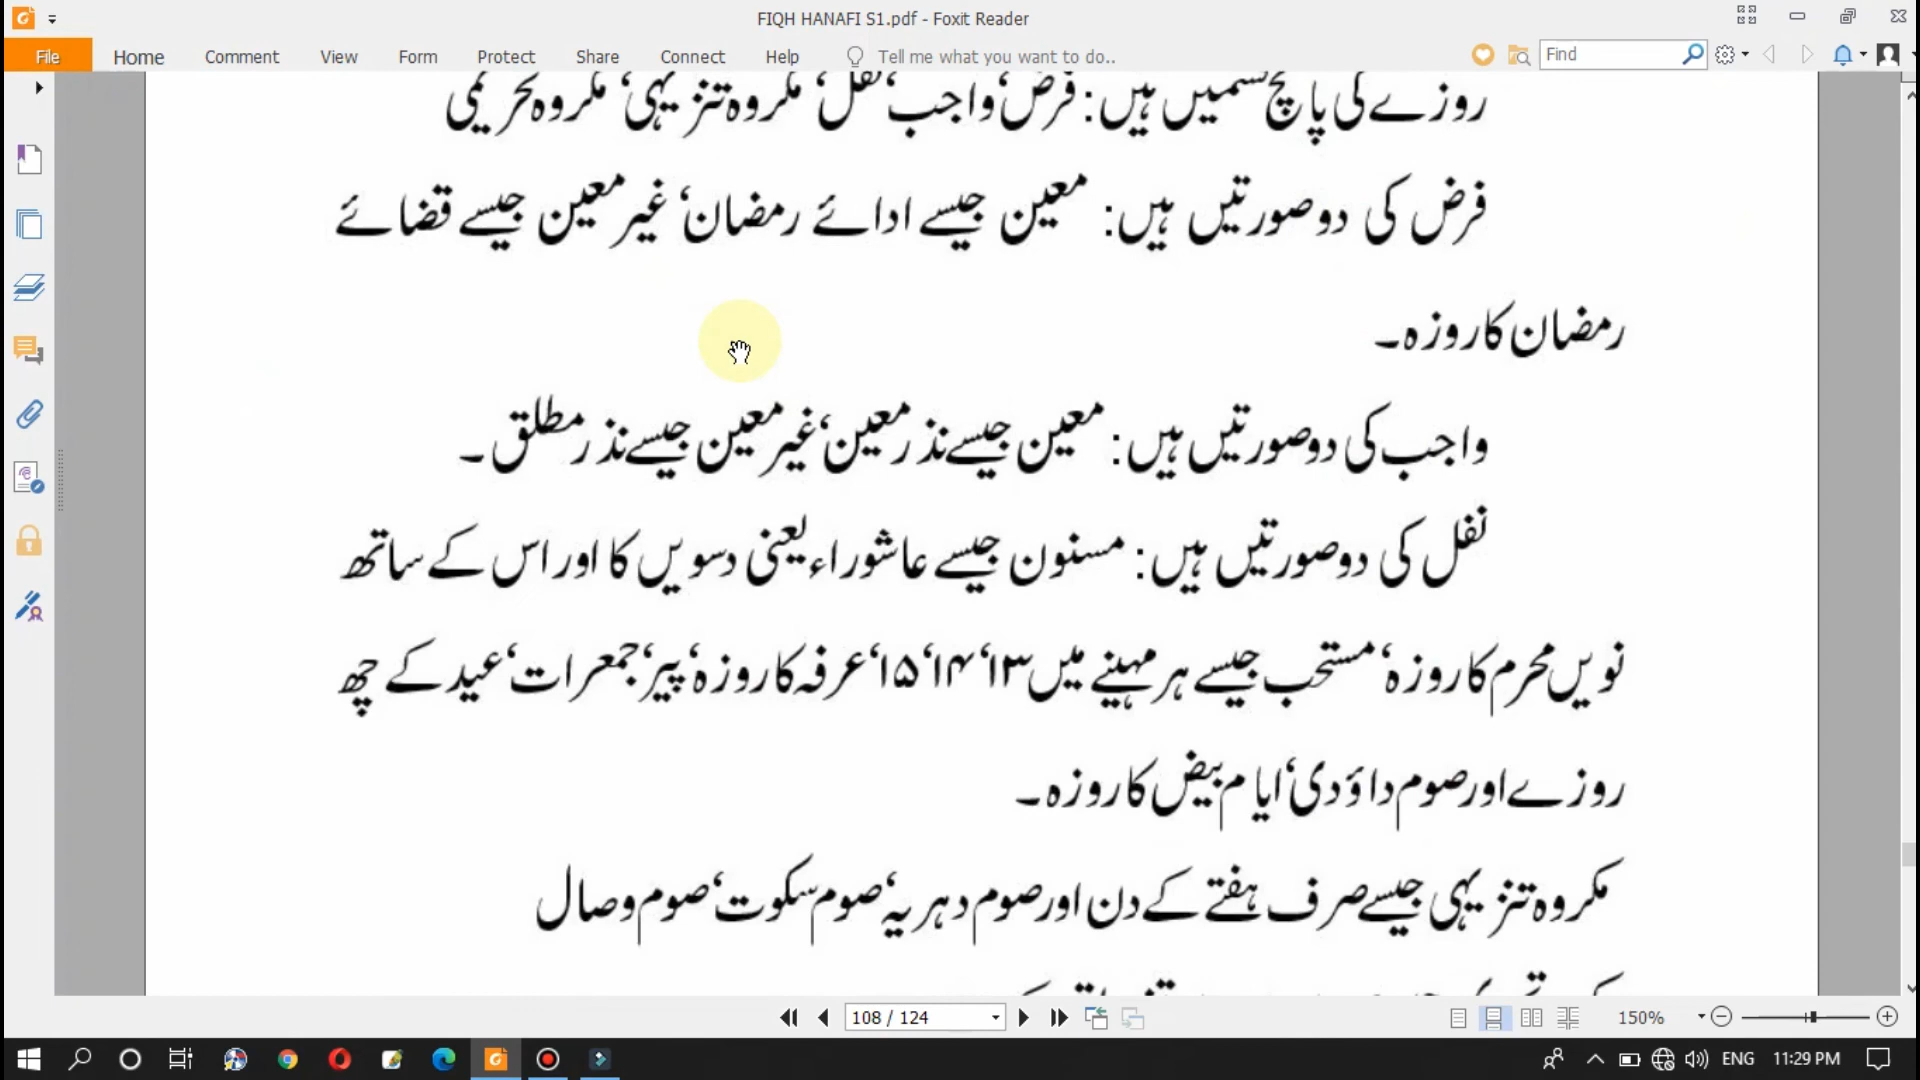 FIQH HANAFI S1.pdf - Foxit Reader
File Home Comment View Form Protect Share Connect Help Tell me what you want to do.. Find
روزے کی پانچ قسمیں ہیں: فرض‘ واجب‘ نفل‘ مکروہ تنزیہی‘ مکروہ تحریمی
فرض کی دو صورتیں ہیں: معین جیسے ادائے رمضان‘ غیر معین جیسے قضائے
رمضان کا روزہ۔
واجب کی دو صورتیں ہیں: معین جیسے نذر معین‘ غیر معین جیسے نذر مطلق۔
نفل کی دو صورتیں ہیں: مسنون جیسے عاشوراء یعنی دسویں کا اور اس کے ساتھ
نویں محرم کا روزہ‘ مستحب جیسے ہر مہینے میں ۱۳‘ ۱۴‘ ۱۵‘ عرفہ کا روزہ‘ پیر‘ جمعرات‘ عید کے چھ
روزے اور صوم داؤدی‘ ایام بیض کا روزہ۔
مکروہ تنزیہی جیسے صرف ہفتے کے دن اور صوم دہریہ‘ صوم سکوت‘ صوم وصال
108 / 124 150%
ENG 11:29 PM